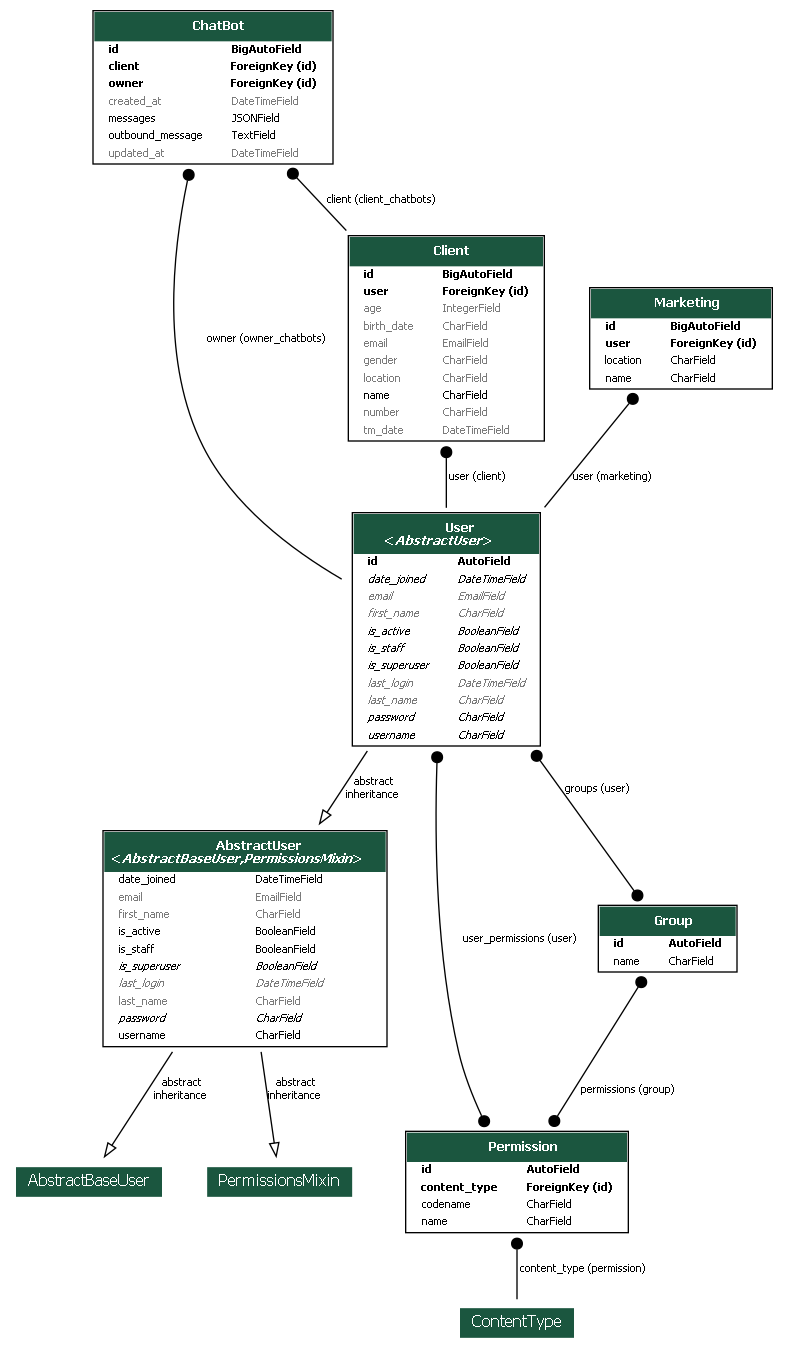 ChatBot
id BigAutoField
client ForeignKey (id)
owner ForeignKey (id)
created_at DateTimeField
messages JSONField
outbound_message TextField
updated_at DateTimeField
client (client_chatbots)
owner (owner_chatbots)
Client
id BigAutoField
user ForeignKey (id)
age IntegerField
birth_date CharField
email EmailField
gender CharField
location CharField
name CharField
number CharField
tm_date DateTimeField
Marketing
id BigAutoField
user ForeignKey (id)
location CharField
name CharField
user (client)
user (marketing)
User
<AbstractUser>
id AutoField
date_joined DateTimeField
email EmailField
first_name CharField
is_active BooleanField
is_staff BooleanField
is_superuser BooleanField
last_login DateTimeField
last_name CharField
password CharField
username CharField
abstract
inheritance
groups (user)
AbstractUser
<AbstractBaseUser,PermissionsMixin>
date_joined DateTimeField
email EmailField
first_name CharField
is_active BooleanField
is_staff BooleanField
is_superuser BooleanField
last_login DateTimeField
last_name CharField
password CharField
username CharField
user_permissions (user)
Group
id AutoField
name CharField
abstract
inheritance
abstract
inheritance
permissions (group)
AbstractBaseUser
PermissionsMixin
Permission
id AutoField
content_type ForeignKey (id)
codename CharField
name CharField
content_type (permission)
ContentType